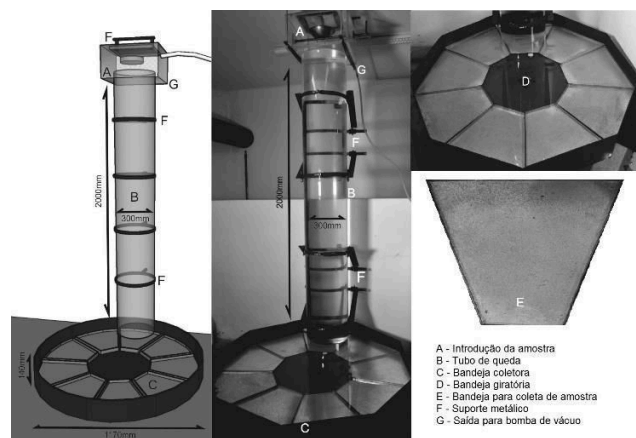 F
A
G
F
2000mm
B
300mm
F
140mm
C
1170mm
A
G
F
2000mm
B
300mm
F
C
D
E
A - Introdução da amostra
B - Tubo de queda
C - Bandeja coletora
D - Bandeja giratória
E - Bandeja para coleta de amostra
F - Suporte metálico
G - Saída para bomba de vácuo